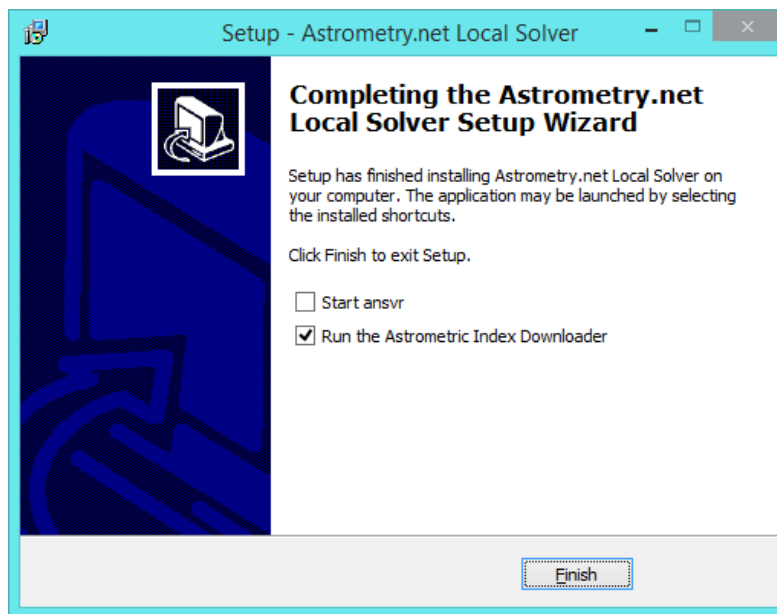 Setup - Astrometry.net Local Solver
Completing the Astrometry.net
Local Solver Setup Wizard
Setup has finished installing Astrometry.net Local Solver on
your computer. The application may be launched by selecting
the installed shortcuts.
Click Finish to exit Setup.
Start ansvr
Run the Astrometric Index Downloader
Finish